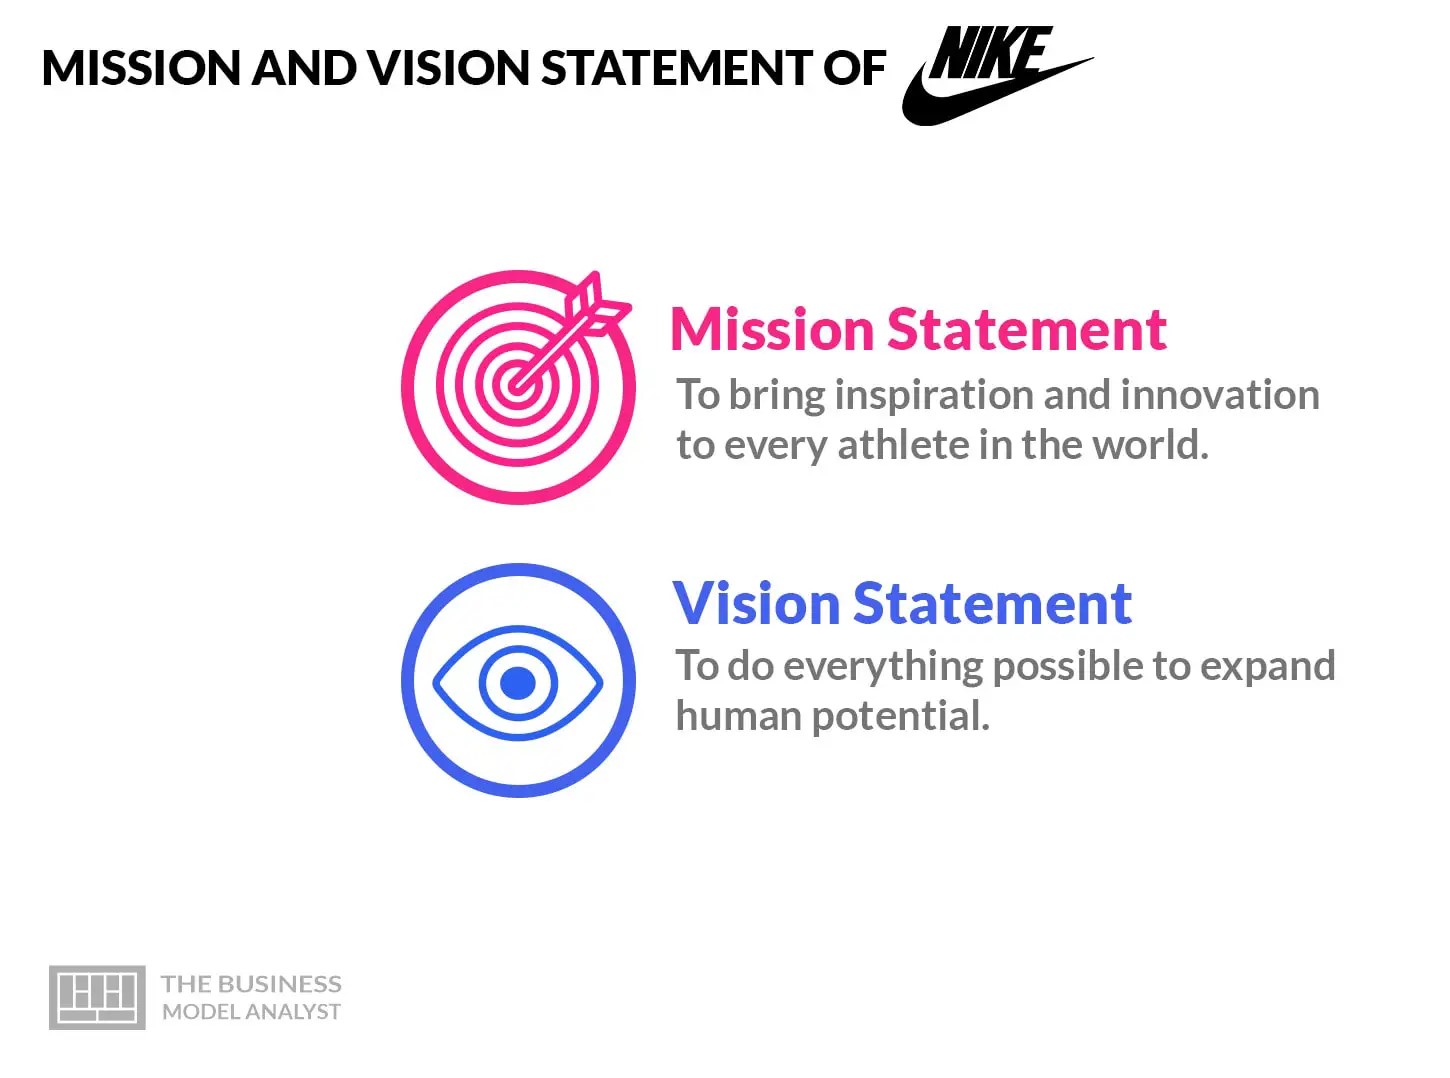 MISSION AND VISION STATEMENT OF NIKE
Mission Statement
To bring inspiration and innovation
to every athlete in the world.
Vision Statement
To do everything possible to expand
human potential.
THE BUSINESS
MODEL ANALYST